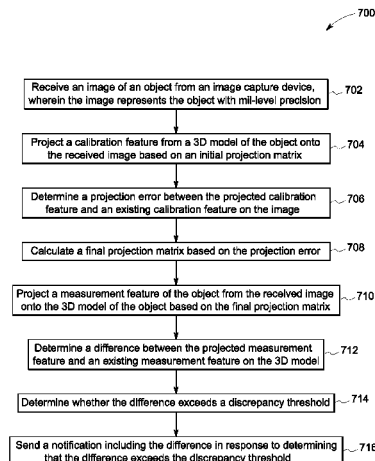 700
Receive an image of an object from an image capture device,
wherein the image represents the object with mil-level precision
702
Project a calibration feature from a 3D model of the object onto
the received image based on an initial projection matrix
704
Determine a projection error between the projected calibration
feature and an existing calibration feature on the image
706
Calculate a final projection matrix based on the projection error
708
Project a measurement feature of the object from the received image
onto the 3D model of the object based on the final projection matrix
710
Determine a difference between the projected measurement
feature and an existing measurement feature on the 3D model
712
Determine whether the difference exceeds a discrepancy threshold
714
Send a notification including the difference in response to determining
that the difference exceeds the discrepancy threshold
716